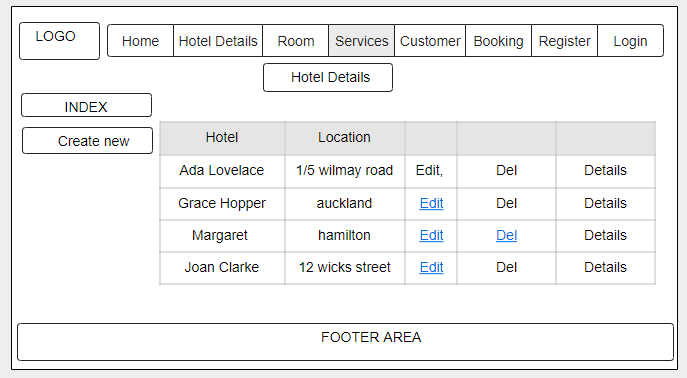 LOGO
Home Hotel Details Room Services Customer Booking Register Login
Hotel Details
INDEX
Create new
Hotel Location
Ada Lovelace 1/5 wilmay road Edit, Del Details
Grace Hopper auckland Edit Del Details
Margaret hamilton Edit Del Details
Joan Clarke 12 wicks street Edit Del Details
FOOTER AREA